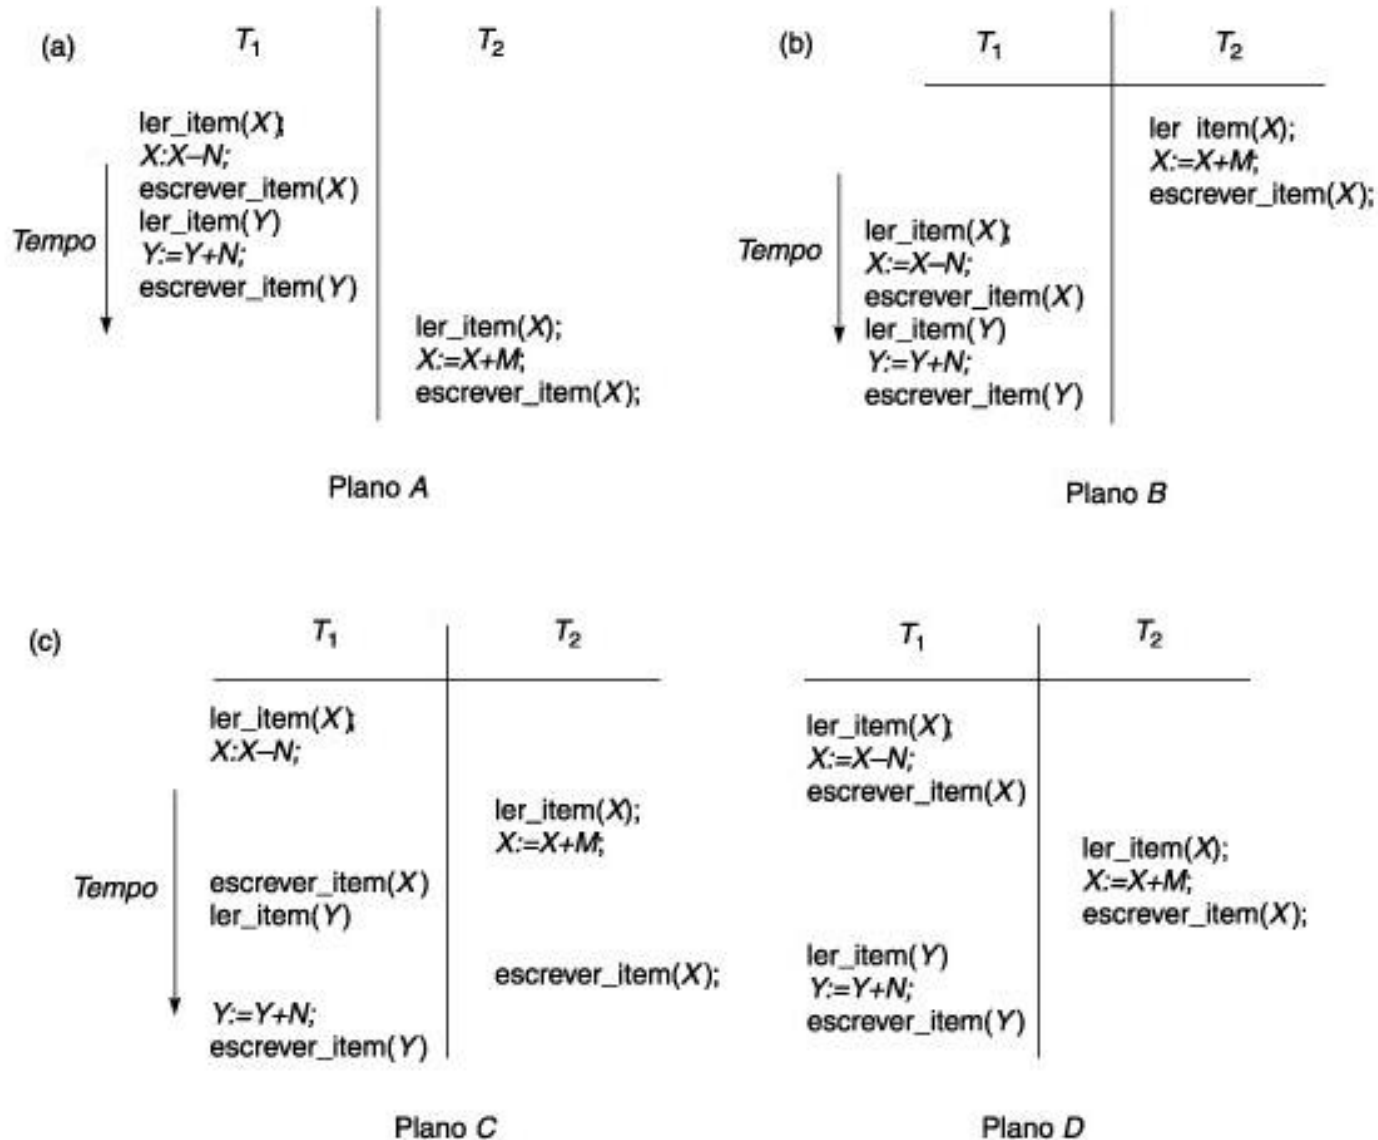 (a)
T1
T2
ler_item(X);
X:X–N;
escrever_item(X)
ler_item(Y)
Y:=Y+N;
escrever_item(Y)
Tempo
ler_item(X);
X:=X+M;
escrever_item(X);
Plano A
(b)
T1
T2
ler item(X);
X:=X+M;
escrever_item(X);
Tempo
ler_item(X);
X:=X–N;
escrever_item(X)
ler_item(Y)
Y:=Y+N;
escrever_item(Y)
Plano B
(c)
T1
T2
ler_item(X);
X:X–N;
ler_item(X);
X:=X+M;
Tempo
escrever_item(X)
ler_item(Y)
escrever_item(X);
Y:=Y+N;
escrever_item(Y)
Plano C
T1
T2
ler_item(X);
X:=X–N;
escrever_item(X)
ler_item(X);
X:=X+M;
escrever_item(X);
ler_item(Y)
Y:=Y+N;
escrever_item(Y)
Plano D